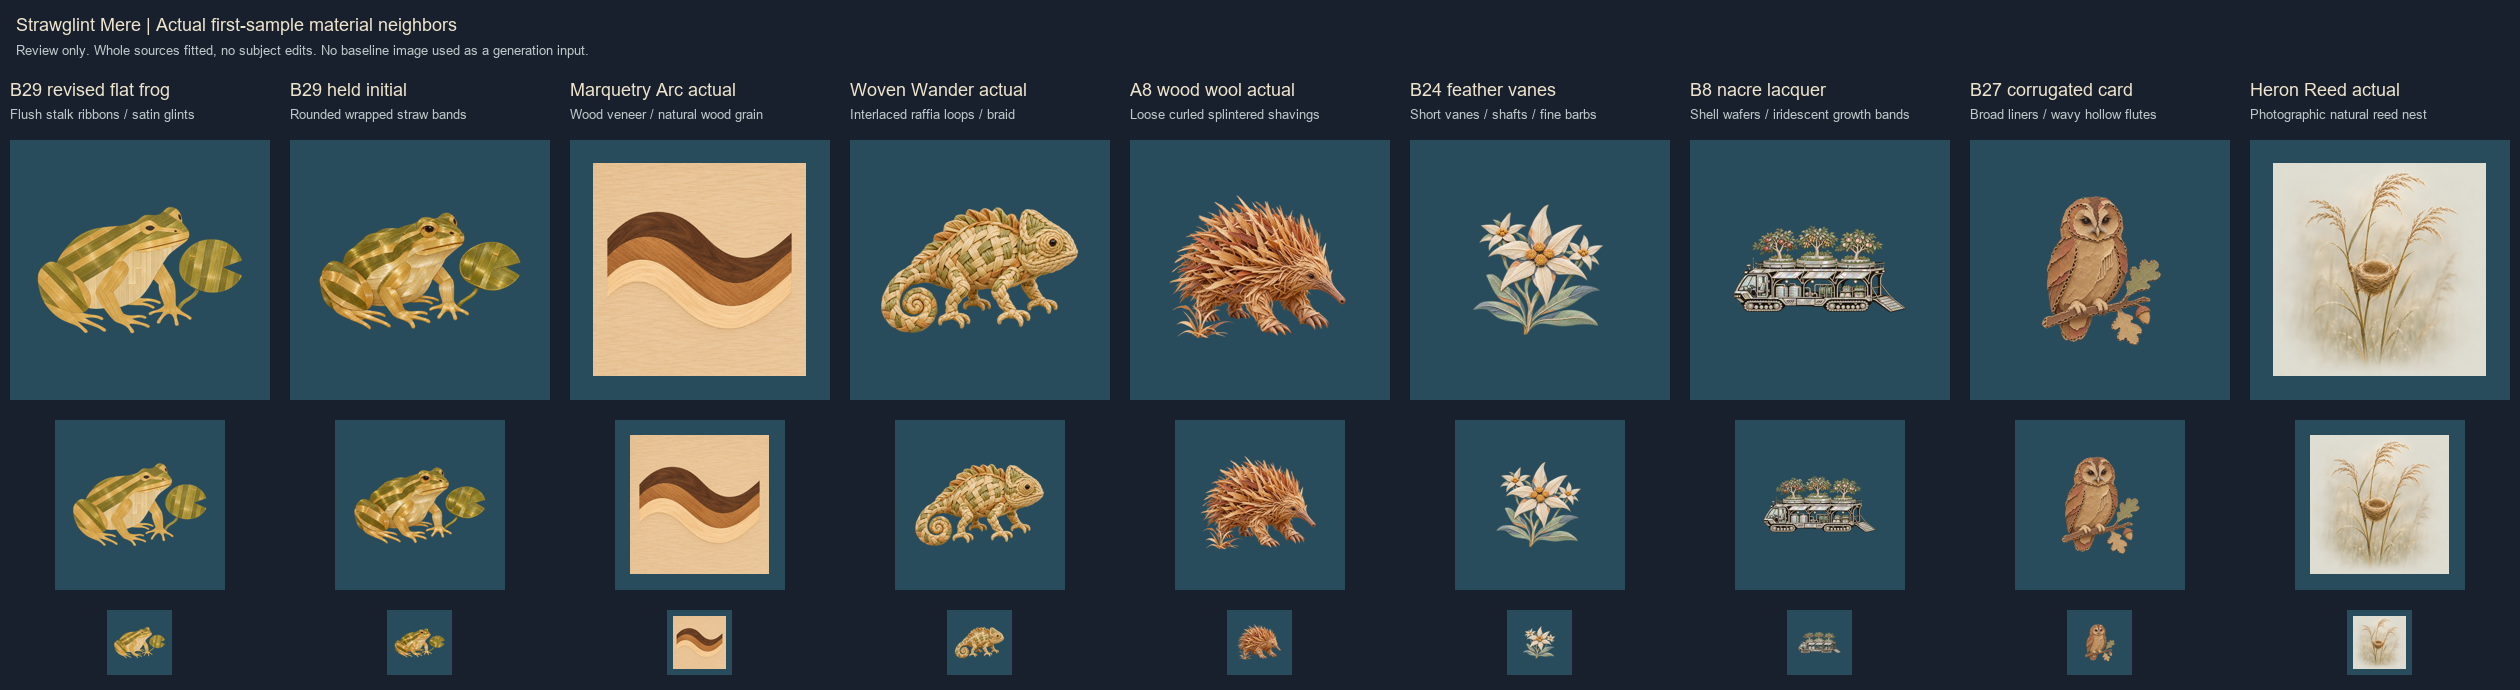 Strawglint Mere | Actual first-sample material neighbors
Review only. Whole sources fitted, no subject edits. No baseline image used as a generation input.
B29 revised flat frog
Flush stalk ribbons / satin glints
B29 held initial
Rounded wrapped straw bands
Marquetry Arc actual
Wood veneer / natural wood grain
Woven Wander actual
Interlaced raffia loops / braid
A8 wood wool actual
Loose curled splintered shavings
B24 feather vanes
Short vanes / shafts / fine barbs
B8 nacre lacquer
Shell wafers / iridescent growth bands
B27 corrugated card
Broad liners / wavy hollow flutes
Heron Reed actual
Photographic natural reed nest